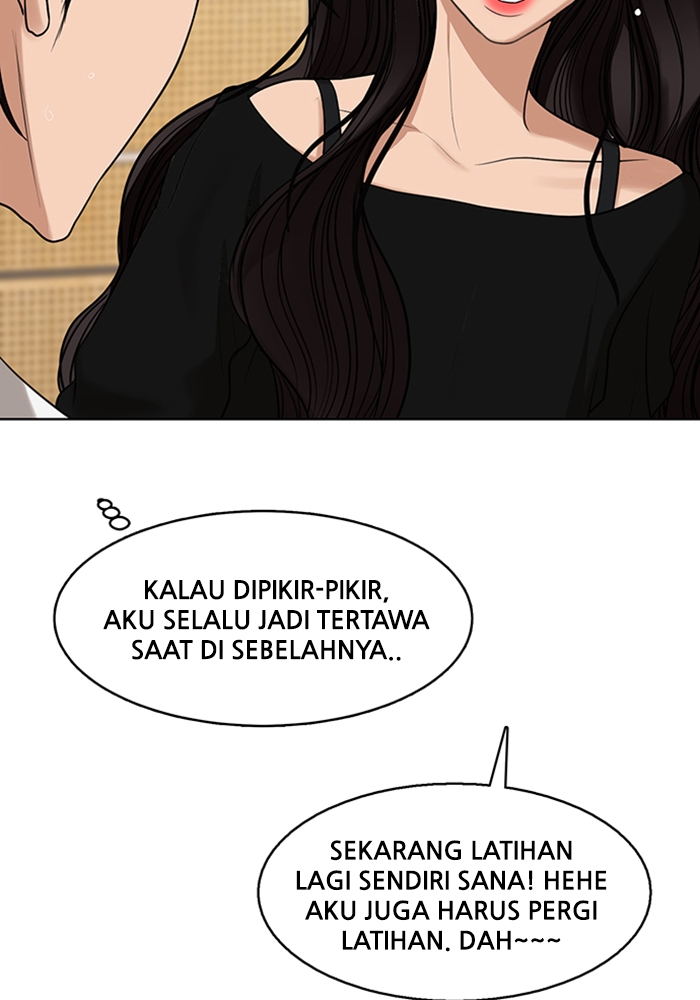 KALAU DIPIKIR-PIKIR,
AKU SELALU JADI TERTAWA
SAAT DI SEBELAHNYA..
SEKARANG LATIHAN
LAGI SENDIRI SANA! HEHE
AKU JUGA HARUS PERGI
LATIHAN. DAH~~~